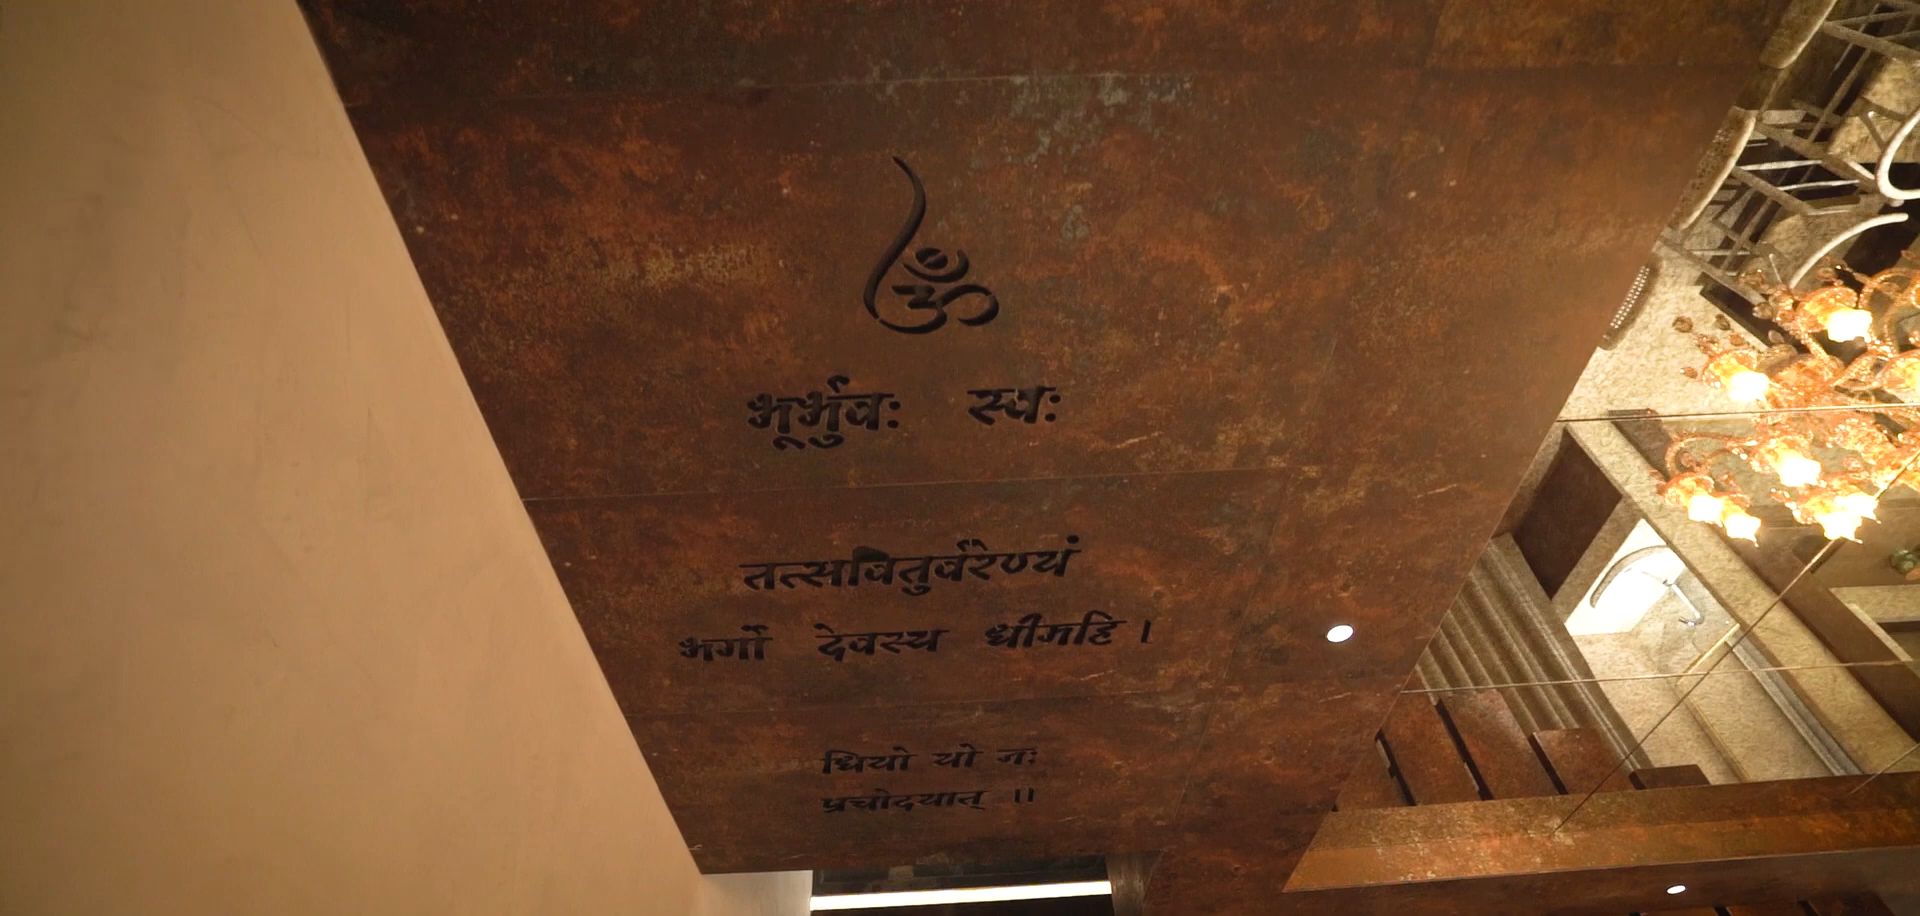 ॐ
भूर्भुवः स्वः
तत्सवितुर्वरेण्यं
भर्गो देवस्य धीमहि।
धियो यो नः
प्रचोदयात् ।।